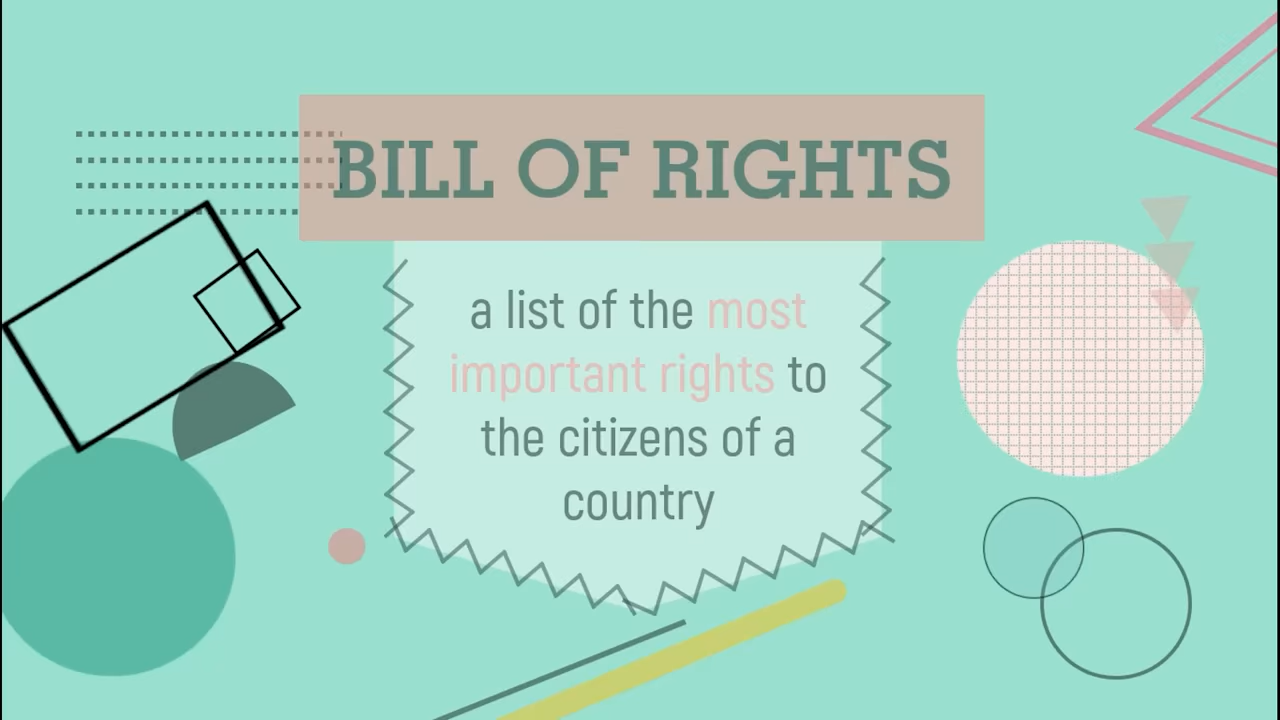 BILL OF RIGHTS
a list of the most
important rights to
the citizens of a
country